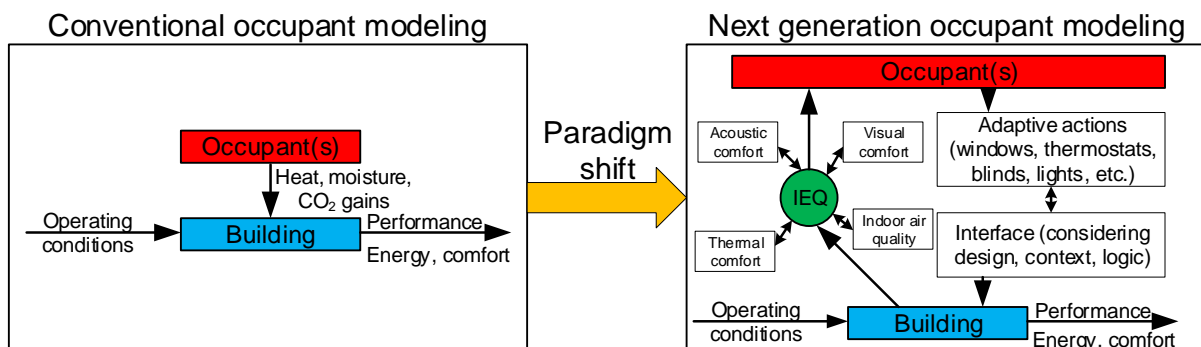 Conventional occupant modeling
Occupant(s)
Heat, moisture,
CO₂ gains
Operating
conditions
Building
Performance
Energy, comfort
Paradigm
shift
Next generation occupant modeling
Occupant(s)
Acoustic
comfort
Visual
comfort
IEQ
Thermal
comfort
Indoor air
quality
Adaptive actions
(windows, thermostats,
blinds, lights, etc.)
Interface (considering
design, context, logic)
Operating
conditions
Building
Performance
Energy, comfort